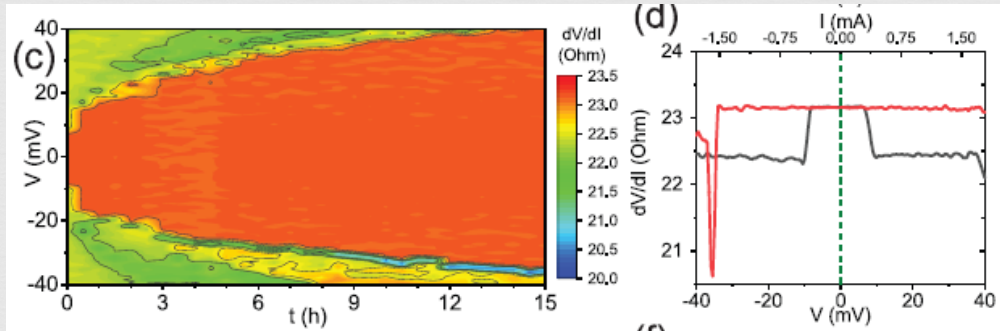 (c)
40
20
0
-20
-40
V (mV)
0 3 6 9 12 15
t (h)
dV/dI
(Ohm)
23.5
23.0
22.5
22.0
21.5
21.0
20.5
20.0
(d)
I (mA)
-1.50 -0.75 0.00 0.75 1.50
24
23
22
21
dV/dI (Ohm)
-40 -20 0 20 40
V (mV)